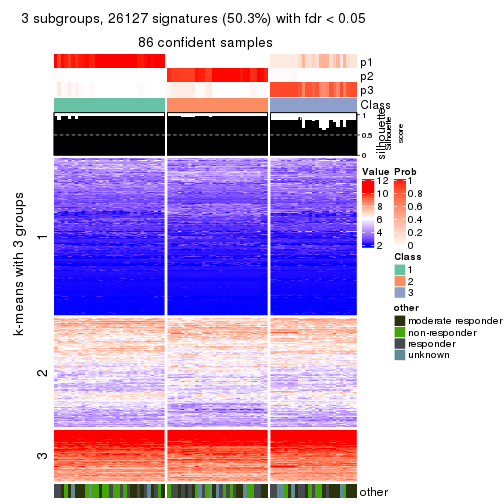 3 subgroups, 26127 signatures (50.3%) with fdr < 0.05
86 confident samples
p1
p2
p3
Class
silhouette
Silhouette
score
1
0.5
0
k-means with 3 groups
1
2
3
other
Value
12
10
8
6
4
2
Prob
1
0.8
0.6
0.4
0.2
0
Class
1
2
3
other
moderate responder
non-responder
responder
unknown